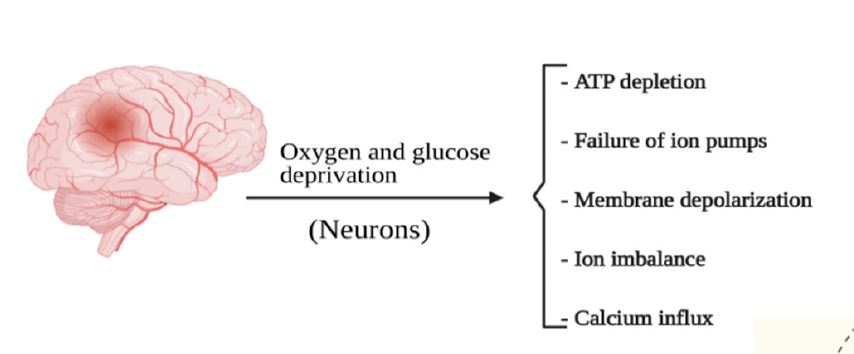 Oxygen and glucose
deprivation
(Neurons)
- ATP depletion
- Failure of ion pumps
- Membrane depolarization
- Ion imbalance
- Calcium influx